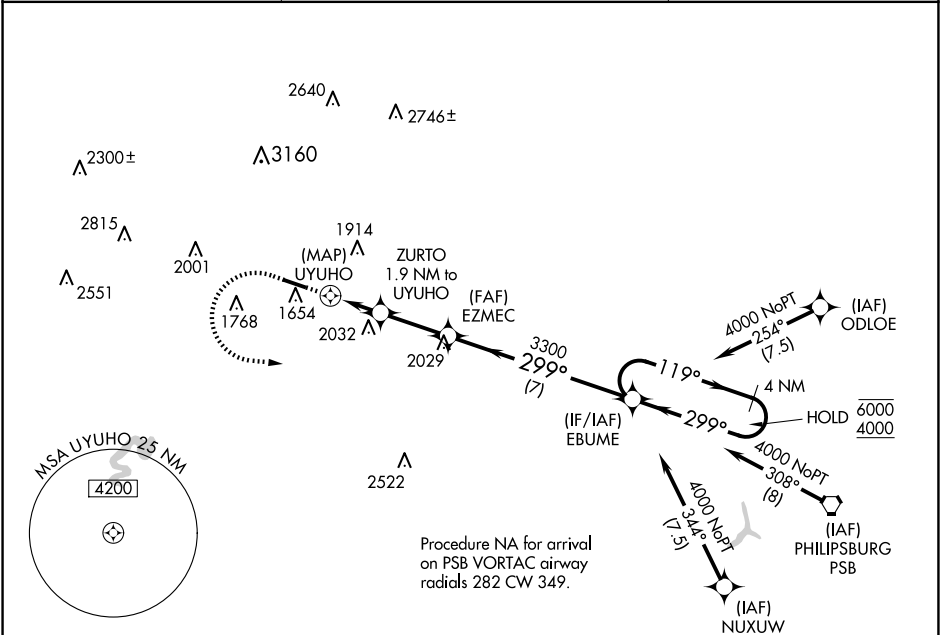 2640
2746±
3160
2300±
2815
2001
2551
1914
(MAP)
UYUHO
ZURTO
1.9 NM to
UYUHO
(FAF)
EZMEC
1768
1654
2032
2029
3300
299°
(7)
4000 NoPT
254°
(7.5)
(IAF)
ODLOE
119°
4 NM
299°
HOLD
6000
4000
(IF/IAF)
EBUME
4000 NoPT
308°
(8)
(IAF)
PHILIPSBURG
PSB
4000 NoPT
344°
(7.5)
(IAF)
NUXUW
2522
MSA UYUHO 25 NM
4200
Procedure NA for arrival
on PSB VORTAC airway
radials 282 CW 349.